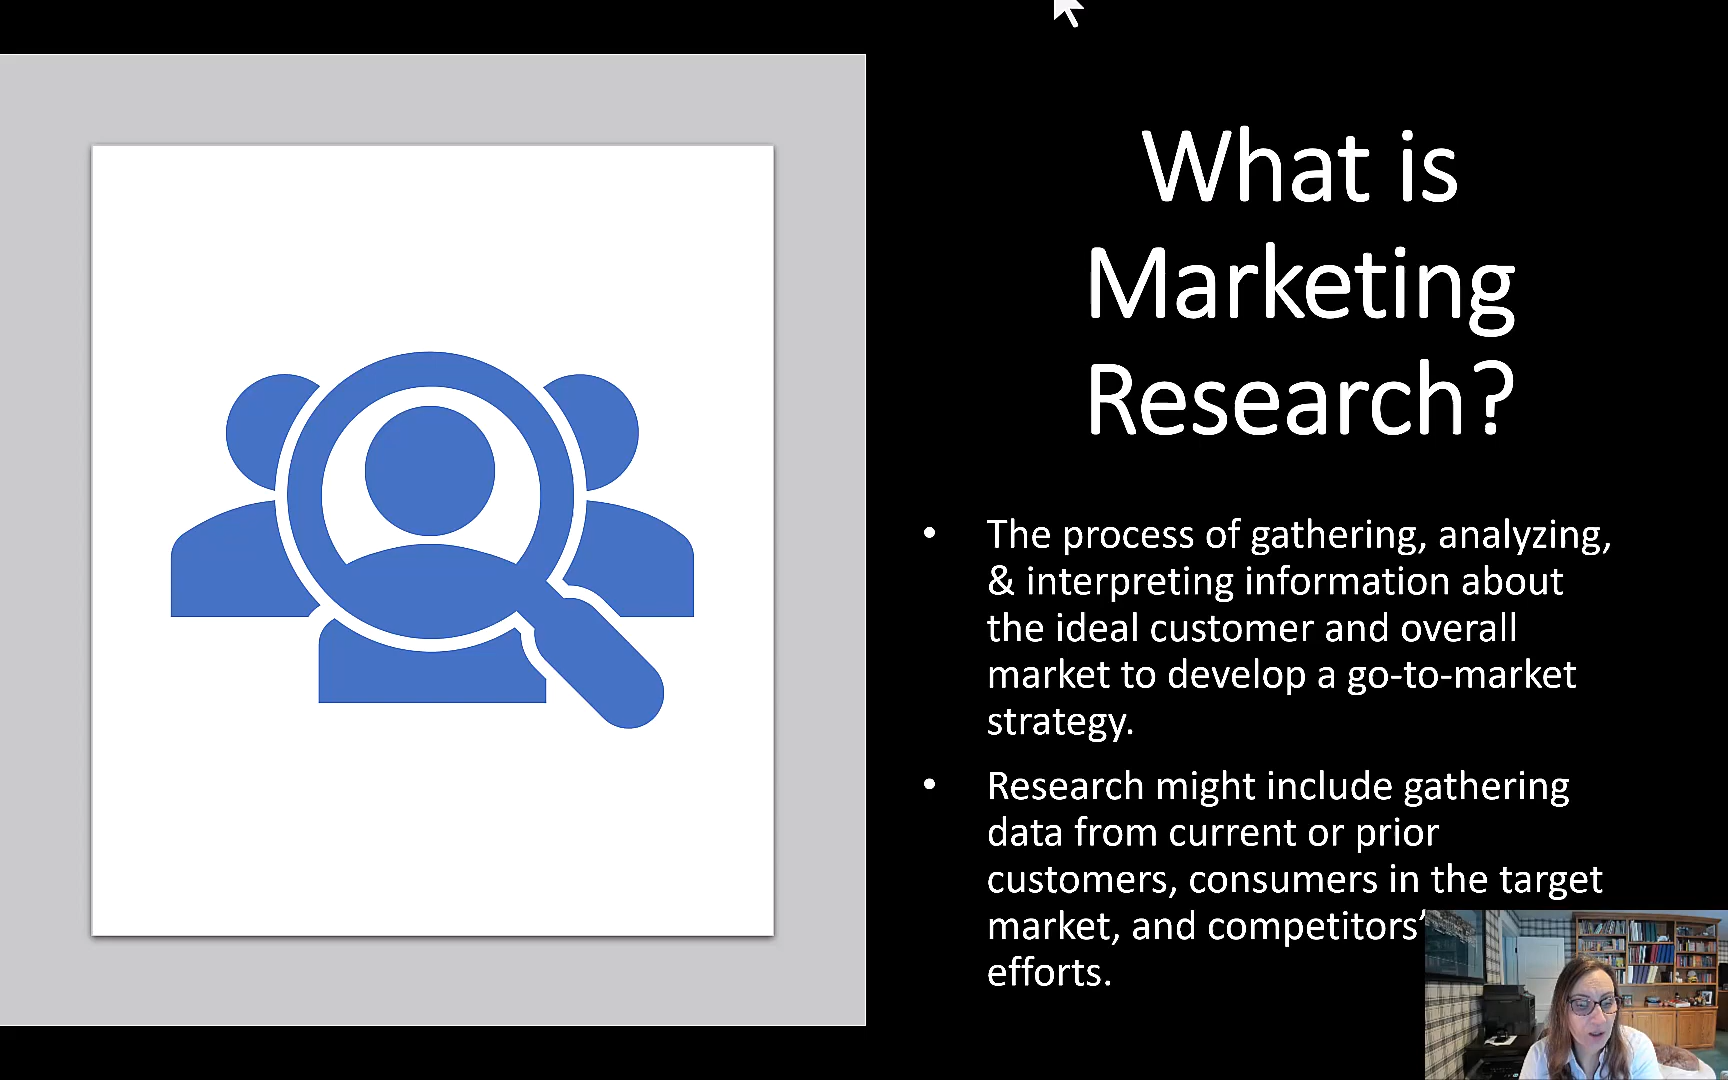 What is
Marketing
Research?
• The process of gathering, analyzing,
& interpreting information about
the ideal customer and overall
market to develop a go-to-market
strategy.
• Research might include gathering
data from current or prior
customers, consumers in the target
market, and competitors’
efforts.